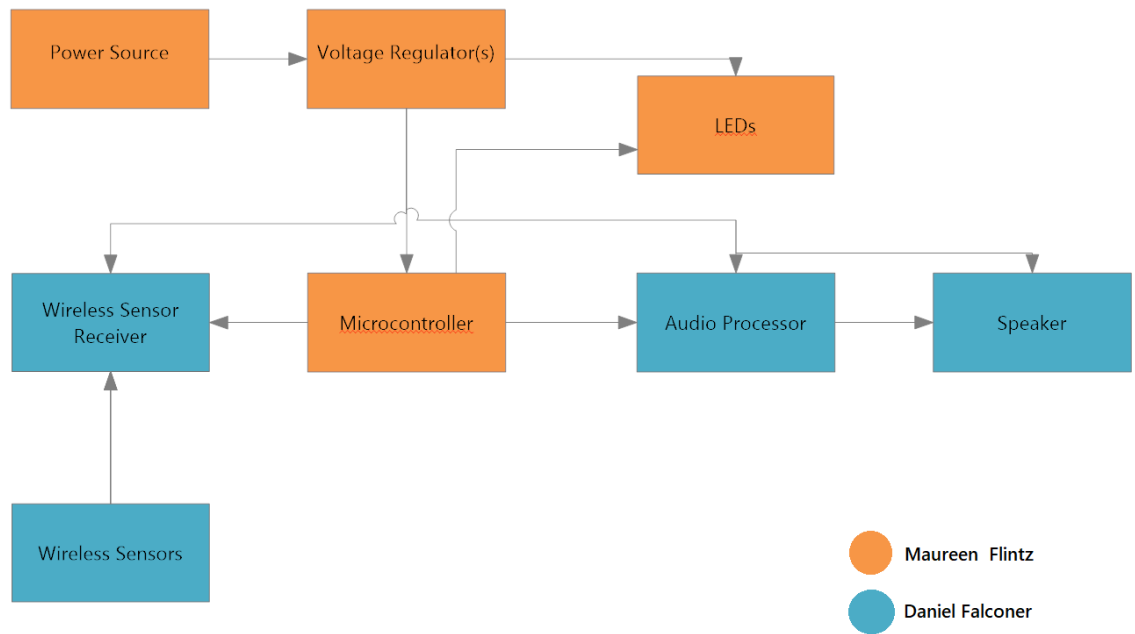 Power Source
Voltage Regulator(s)
LEDs
Wireless Sensor
Receiver
Microcontroller
Audio Processor
Speaker
Wireless Sensors
Maureen Flintz
Daniel Falconer